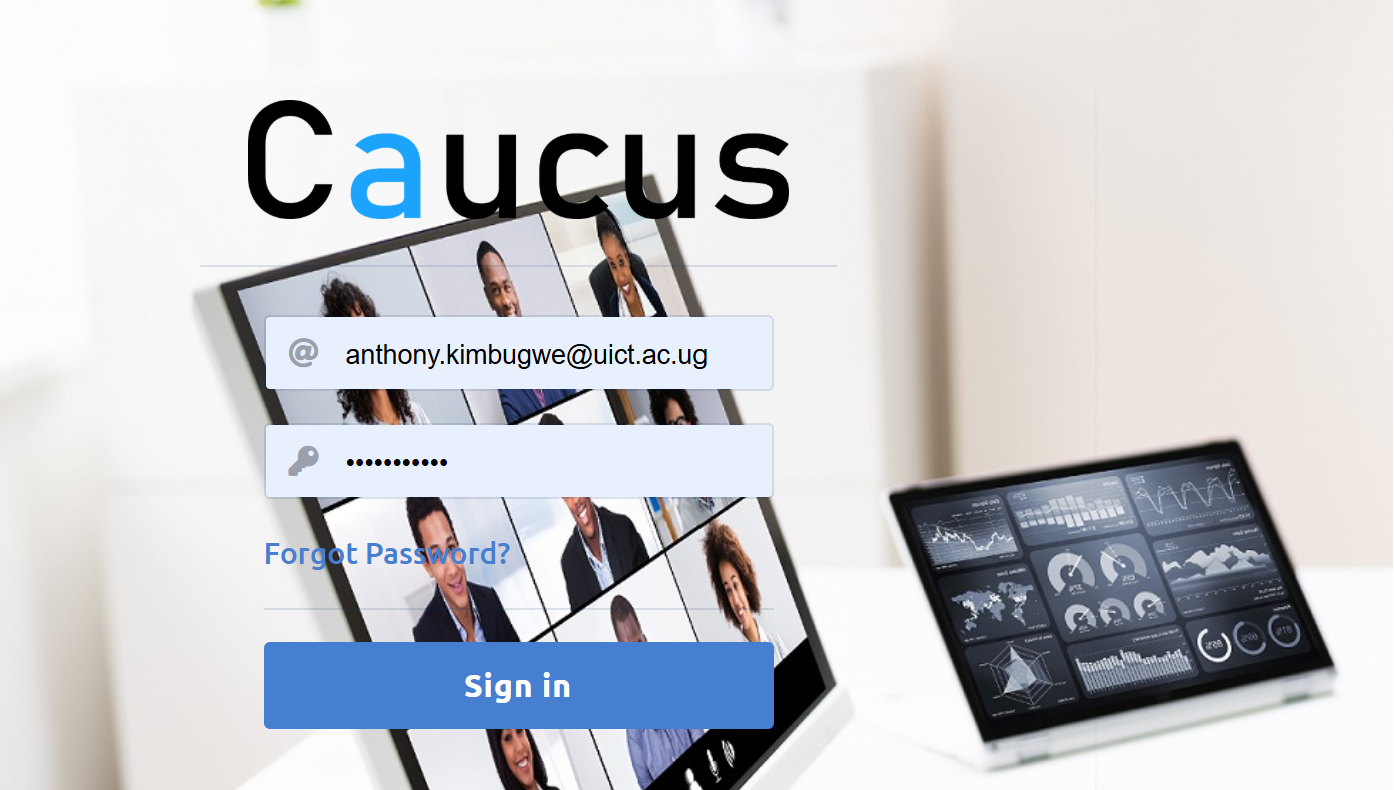 Caucus
@ anthony.kimbugwe@uict.ac.ug
•••••••••••
Forgot Password?
Sign in